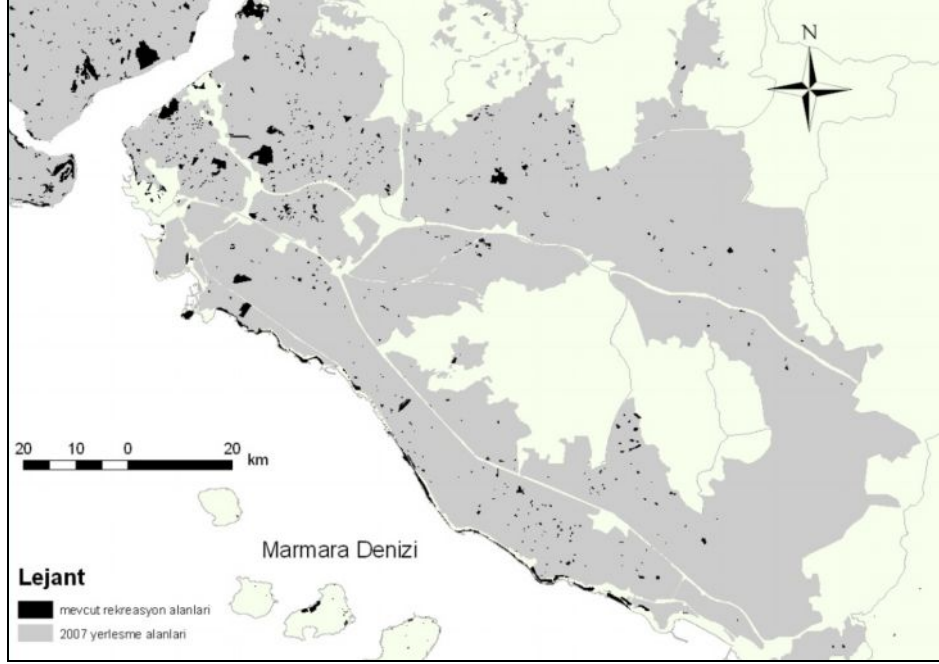 N
20 10 0 20 km
Marmara Denizi
Lejant
mevcut rekreasyon alanlari
2007 yerlesme alanlari